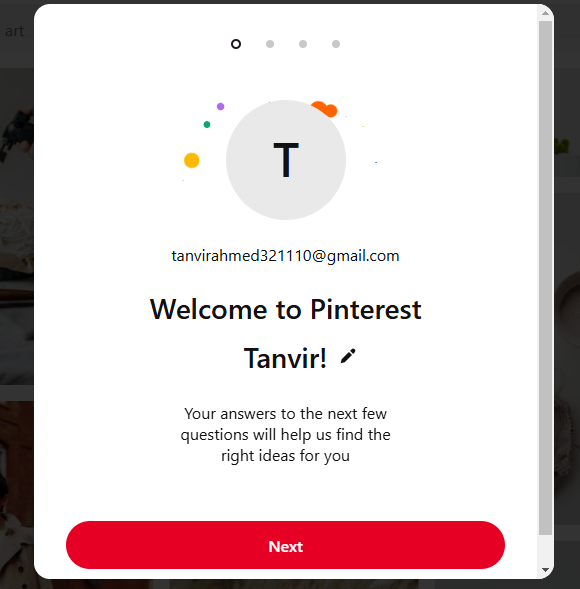 art
T
tanvirahmed321110@gmail.com
Welcome to Pinterest
Tanvir!
Your answers to the next few
questions will help us find the
right ideas for you
Next